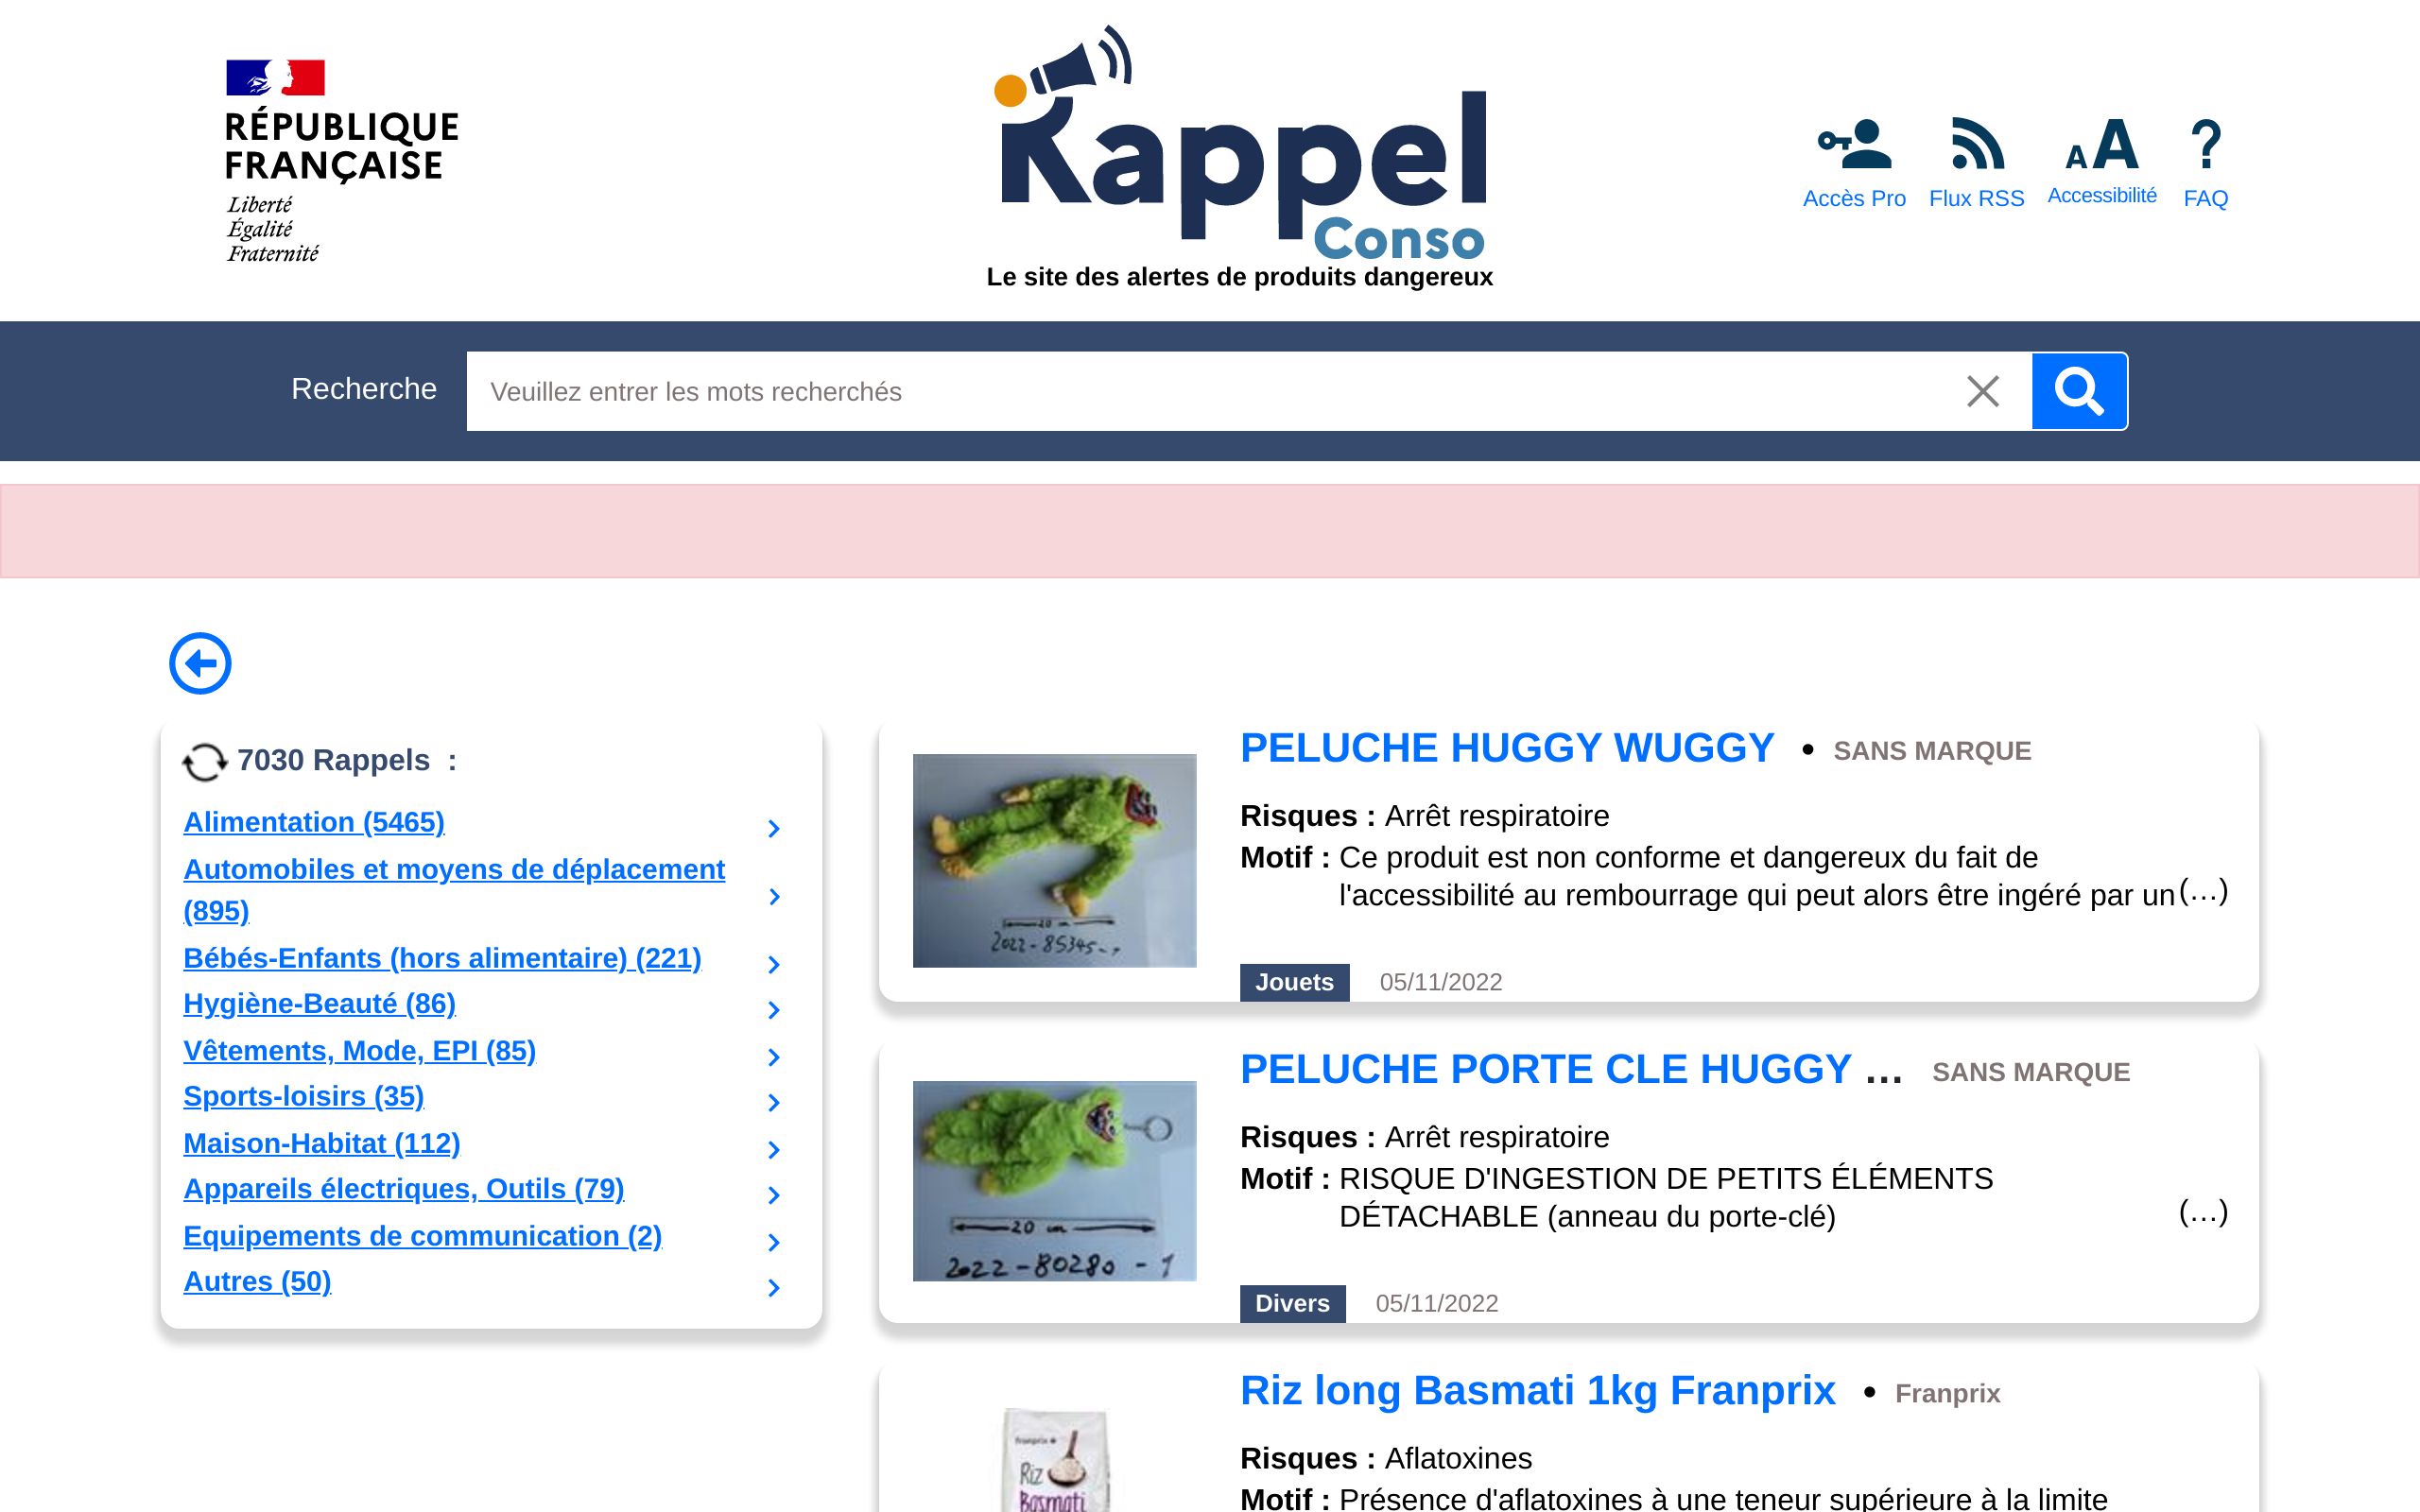 RÉPUBLIQUE
FRANÇAISE
Liberté
Égalité
Fraternité
Rappel
Conso
Le site des alertes de produits dangereux
Accès Pro
Flux RSS
AA
Accessibilité
?
FAQ
Recherche
Veuillez entrer les mots recherchés
7030 Rappels :
Alimentation (5465)
Automobiles et moyens de déplacement
(895)
Bébés-Enfants (hors alimentaire) (221)
Hygiène-Beauté (86)
Vêtements, Mode, EPI (85)
Sports-loisirs (35)
Maison-Habitat (112)
Appareils électriques, Outils (79)
Equipements de communication (2)
Autres (50)
PELUCHE HUGGY WUGGY • SANS MARQUE
Risques : Arrêt respiratoire
Motif : Ce produit est non conforme et dangereux du fait de
l'accessibilité au rembourrage qui peut alors être ingéré par un (…)
20 cm
2022-85345-1
Jouets 05/11/2022
PELUCHE PORTE CLE HUGGY … SANS MARQUE
Risques : Arrêt respiratoire
Motif : RISQUE D'INGESTION DE PETITS ÉLÉMENTS
DÉTACHABLE (anneau du porte-clé) (…)
20 cm
2022-80280-1
Divers 05/11/2022
Riz long Basmati 1kg Franprix • Franprix
Risques : Aflatoxines
Motif : Présence d'aflatoxines à une teneur supérieure à la limite
franprix
Riz
Basmati